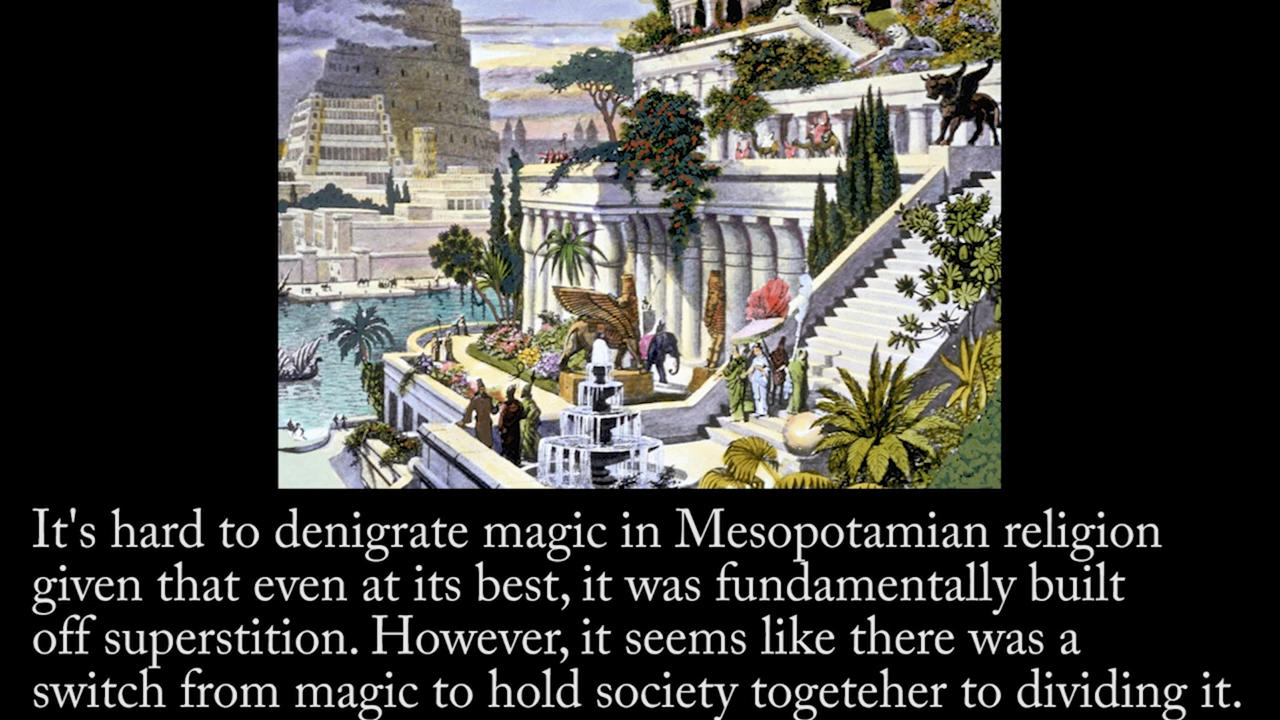 It's hard to denigrate magic in Mesopotamian religion
given that even at its best, it was fundamentally built
off superstition. However, it seems like there was a
switch from magic to hold society togeteher to dividing it.